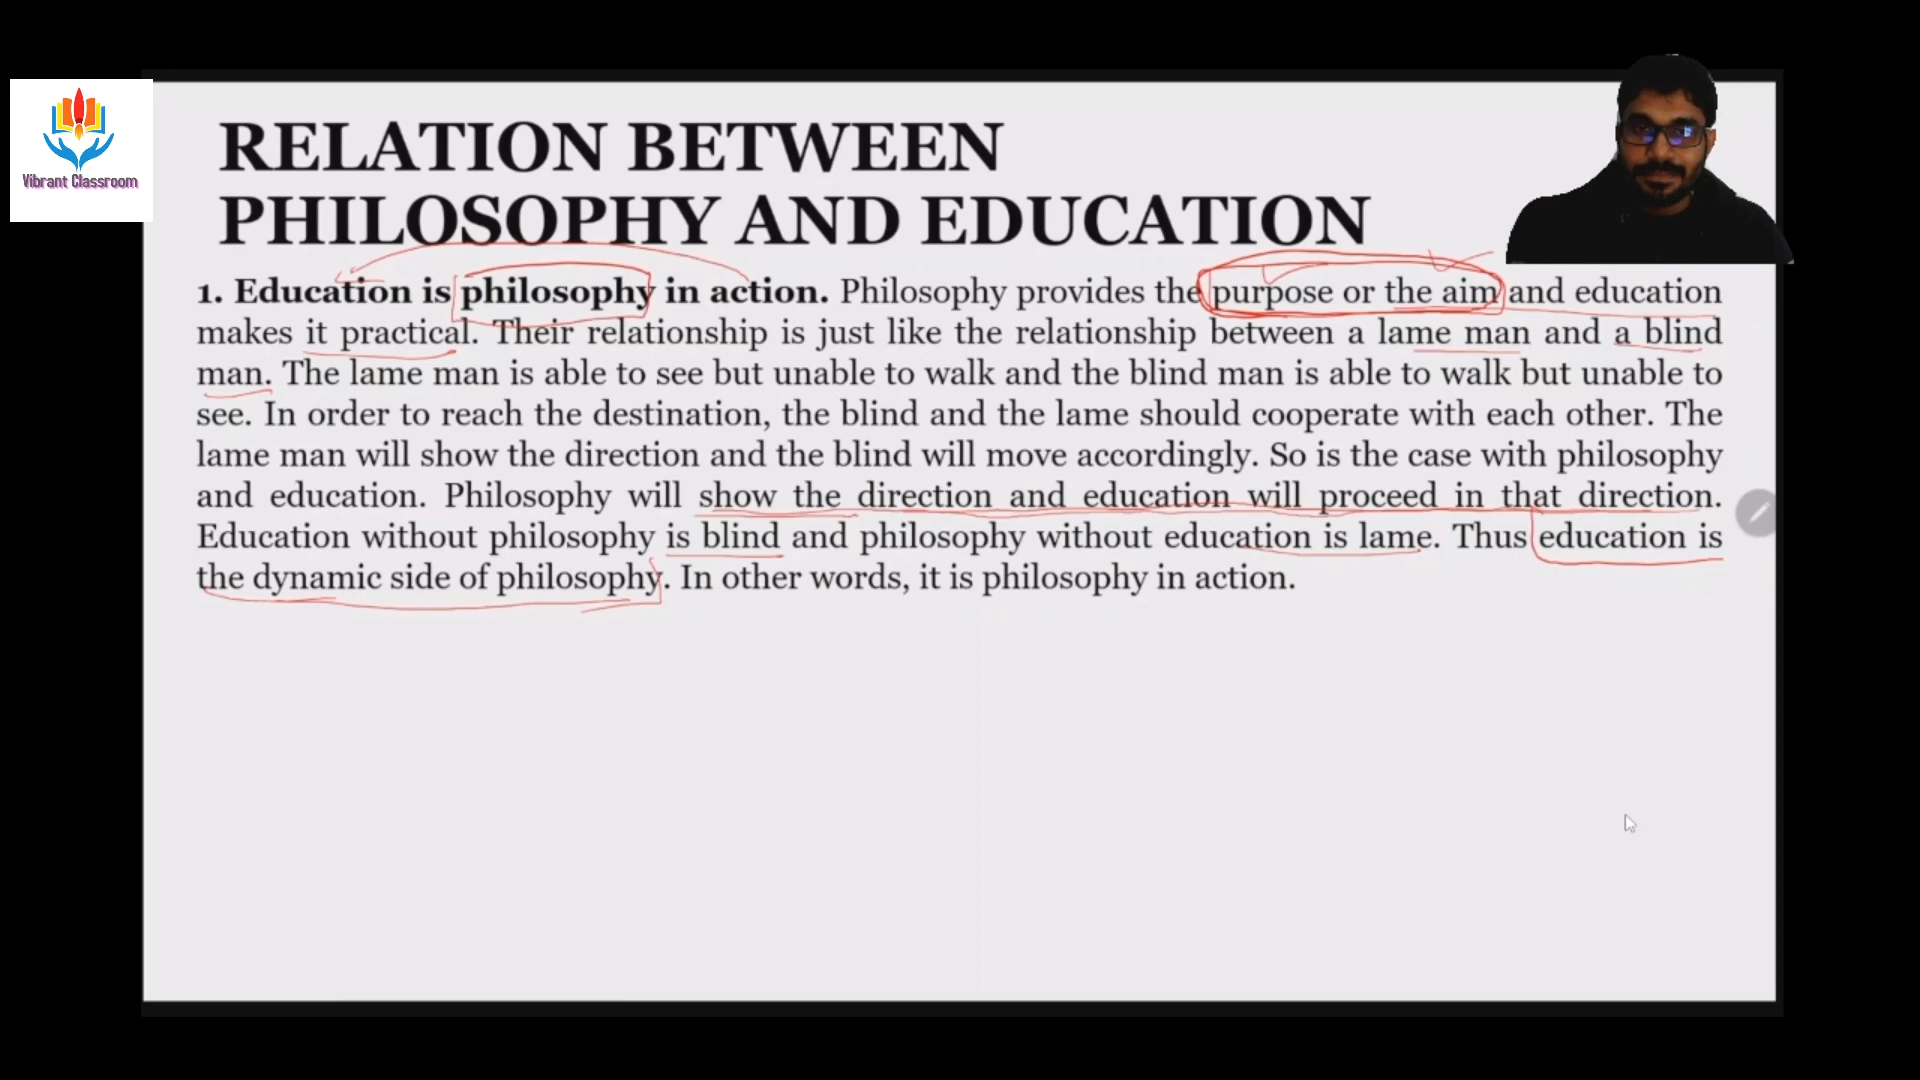 Vibrant Classroom
RELATION BETWEEN
PHILOSOPHY AND EDUCATION
1. Education is philosophy in action. Philosophy provides the purpose or the aim and education
makes it practical. Their relationship is just like the relationship between a lame man and a blind
man. The lame man is able to see but unable to walk and the blind man is able to walk but unable to
see. In order to reach the destination, the blind and the lame should cooperate with each other. The
lame man will show the direction and the blind will move accordingly. So is the case with philosophy
and education. Philosophy will show the direction and education will proceed in that direction.
Education without philosophy is blind and philosophy without education is lame. Thus education is
the dynamic side of philosophy. In other words, it is philosophy in action.